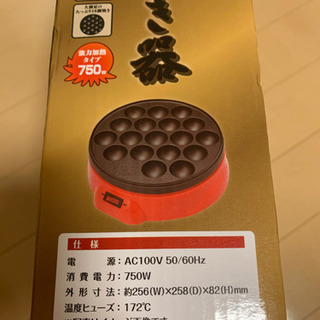 き器
強力加熱
タイプ
750W
仕様
電源：AC100V 50/60Hz
消費電力：750W
外形寸法：約256(W)×258(D)×82(H)mm
温度ヒューズ：172℃